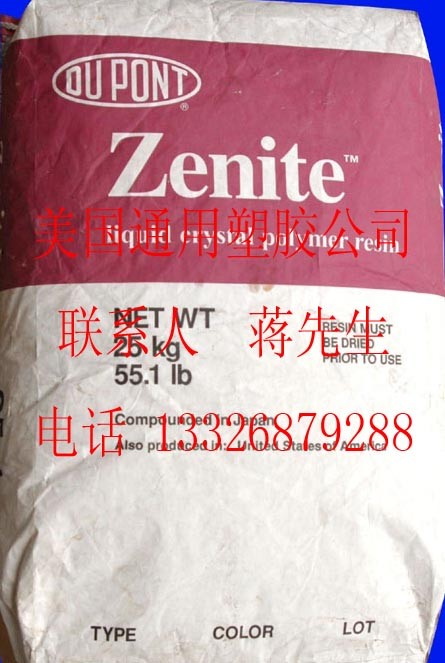 DU PONT ®
Zenite™
美国通用塑胶公司
liquid crystal polymer resin
NET WT
联系人 蒋先生
25 kg
RESIN MUST
BE DRIED
PRIOR TO USE
55.1 lb
Compounded in Japan
电话 13326879288
Also produced in: United States of America
TYPE COLOR LOT